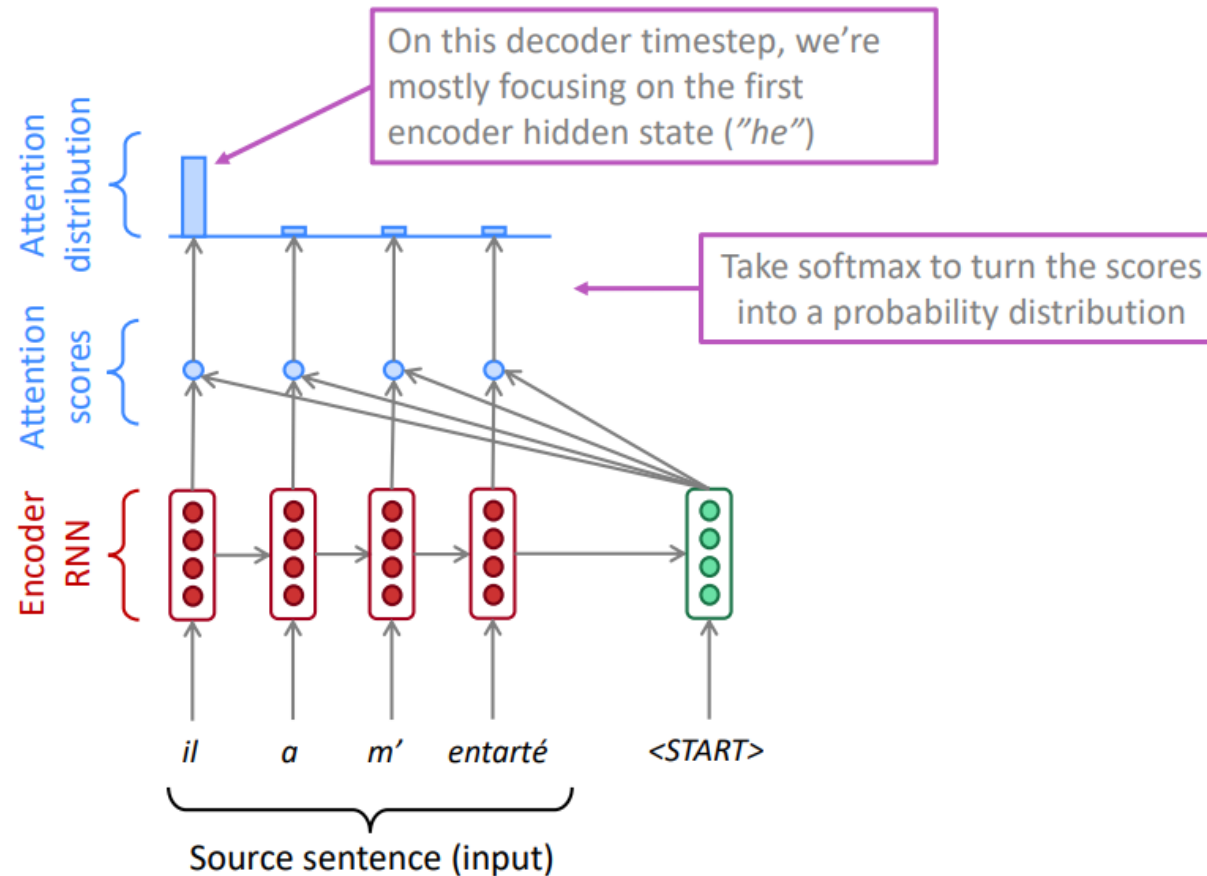 On this decoder timestep, we’re
mostly focusing on the first
encoder hidden state (”he”)
Attention
distribution
Take softmax to turn the scores
into a probability distribution
Attention
scores
Encoder
RNN
il a m’ entarté <START>
Source sentence (input)